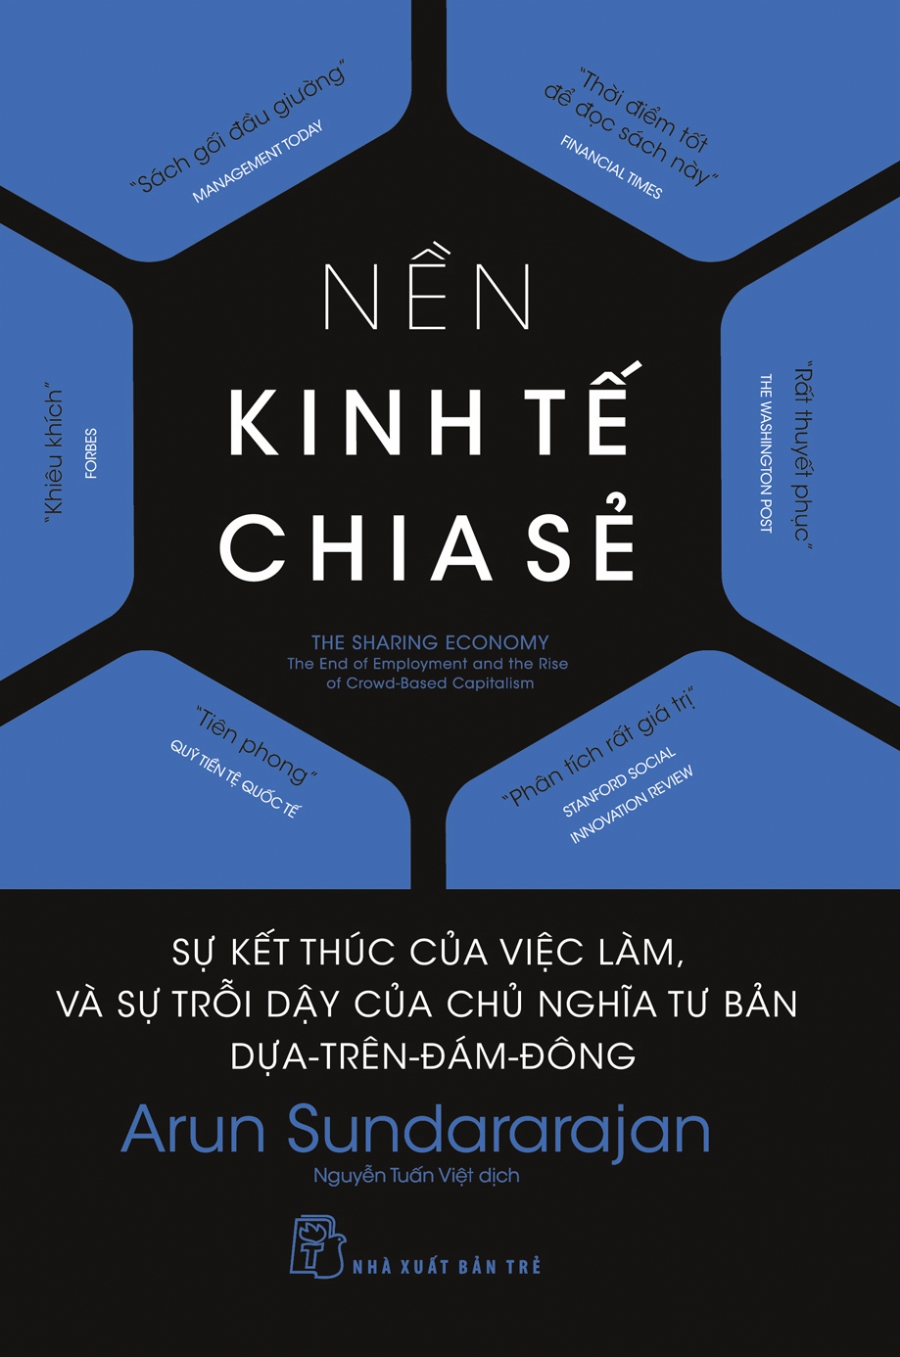 “Sách gối đầu giường”
MANAGEMENT TODAY
“Thời điểm tốt
để đọc sách này”
FINANCIAL TIMES
NỀN
KINH TẾ
CHIA SẺ
“Khiêu khích”
FORBES
“Rất thuyết phục”
THE WASHINGTON POST
THE SHARING ECONOMY
The End of Employment and the Rise
of Crowd-Based Capitalism
“Tiên phong”
QUỸ TIỀN TỆ QUỐC TẾ
“Phân tích rất giá trị”
STANFORD SOCIAL
INNOVATION REVIEW
SỰ KẾT THÚC CỦA VIỆC LÀM,
VÀ SỰ TRỖI DẬY CỦA CHỦ NGHĨA TƯ BẢN
DỰA-TRÊN-ĐÁM-ĐÔNG
Arun Sundararajan
Nguyễn Tuấn Việt dịch
T
NHÀ XUẤT BẢN TRẺ